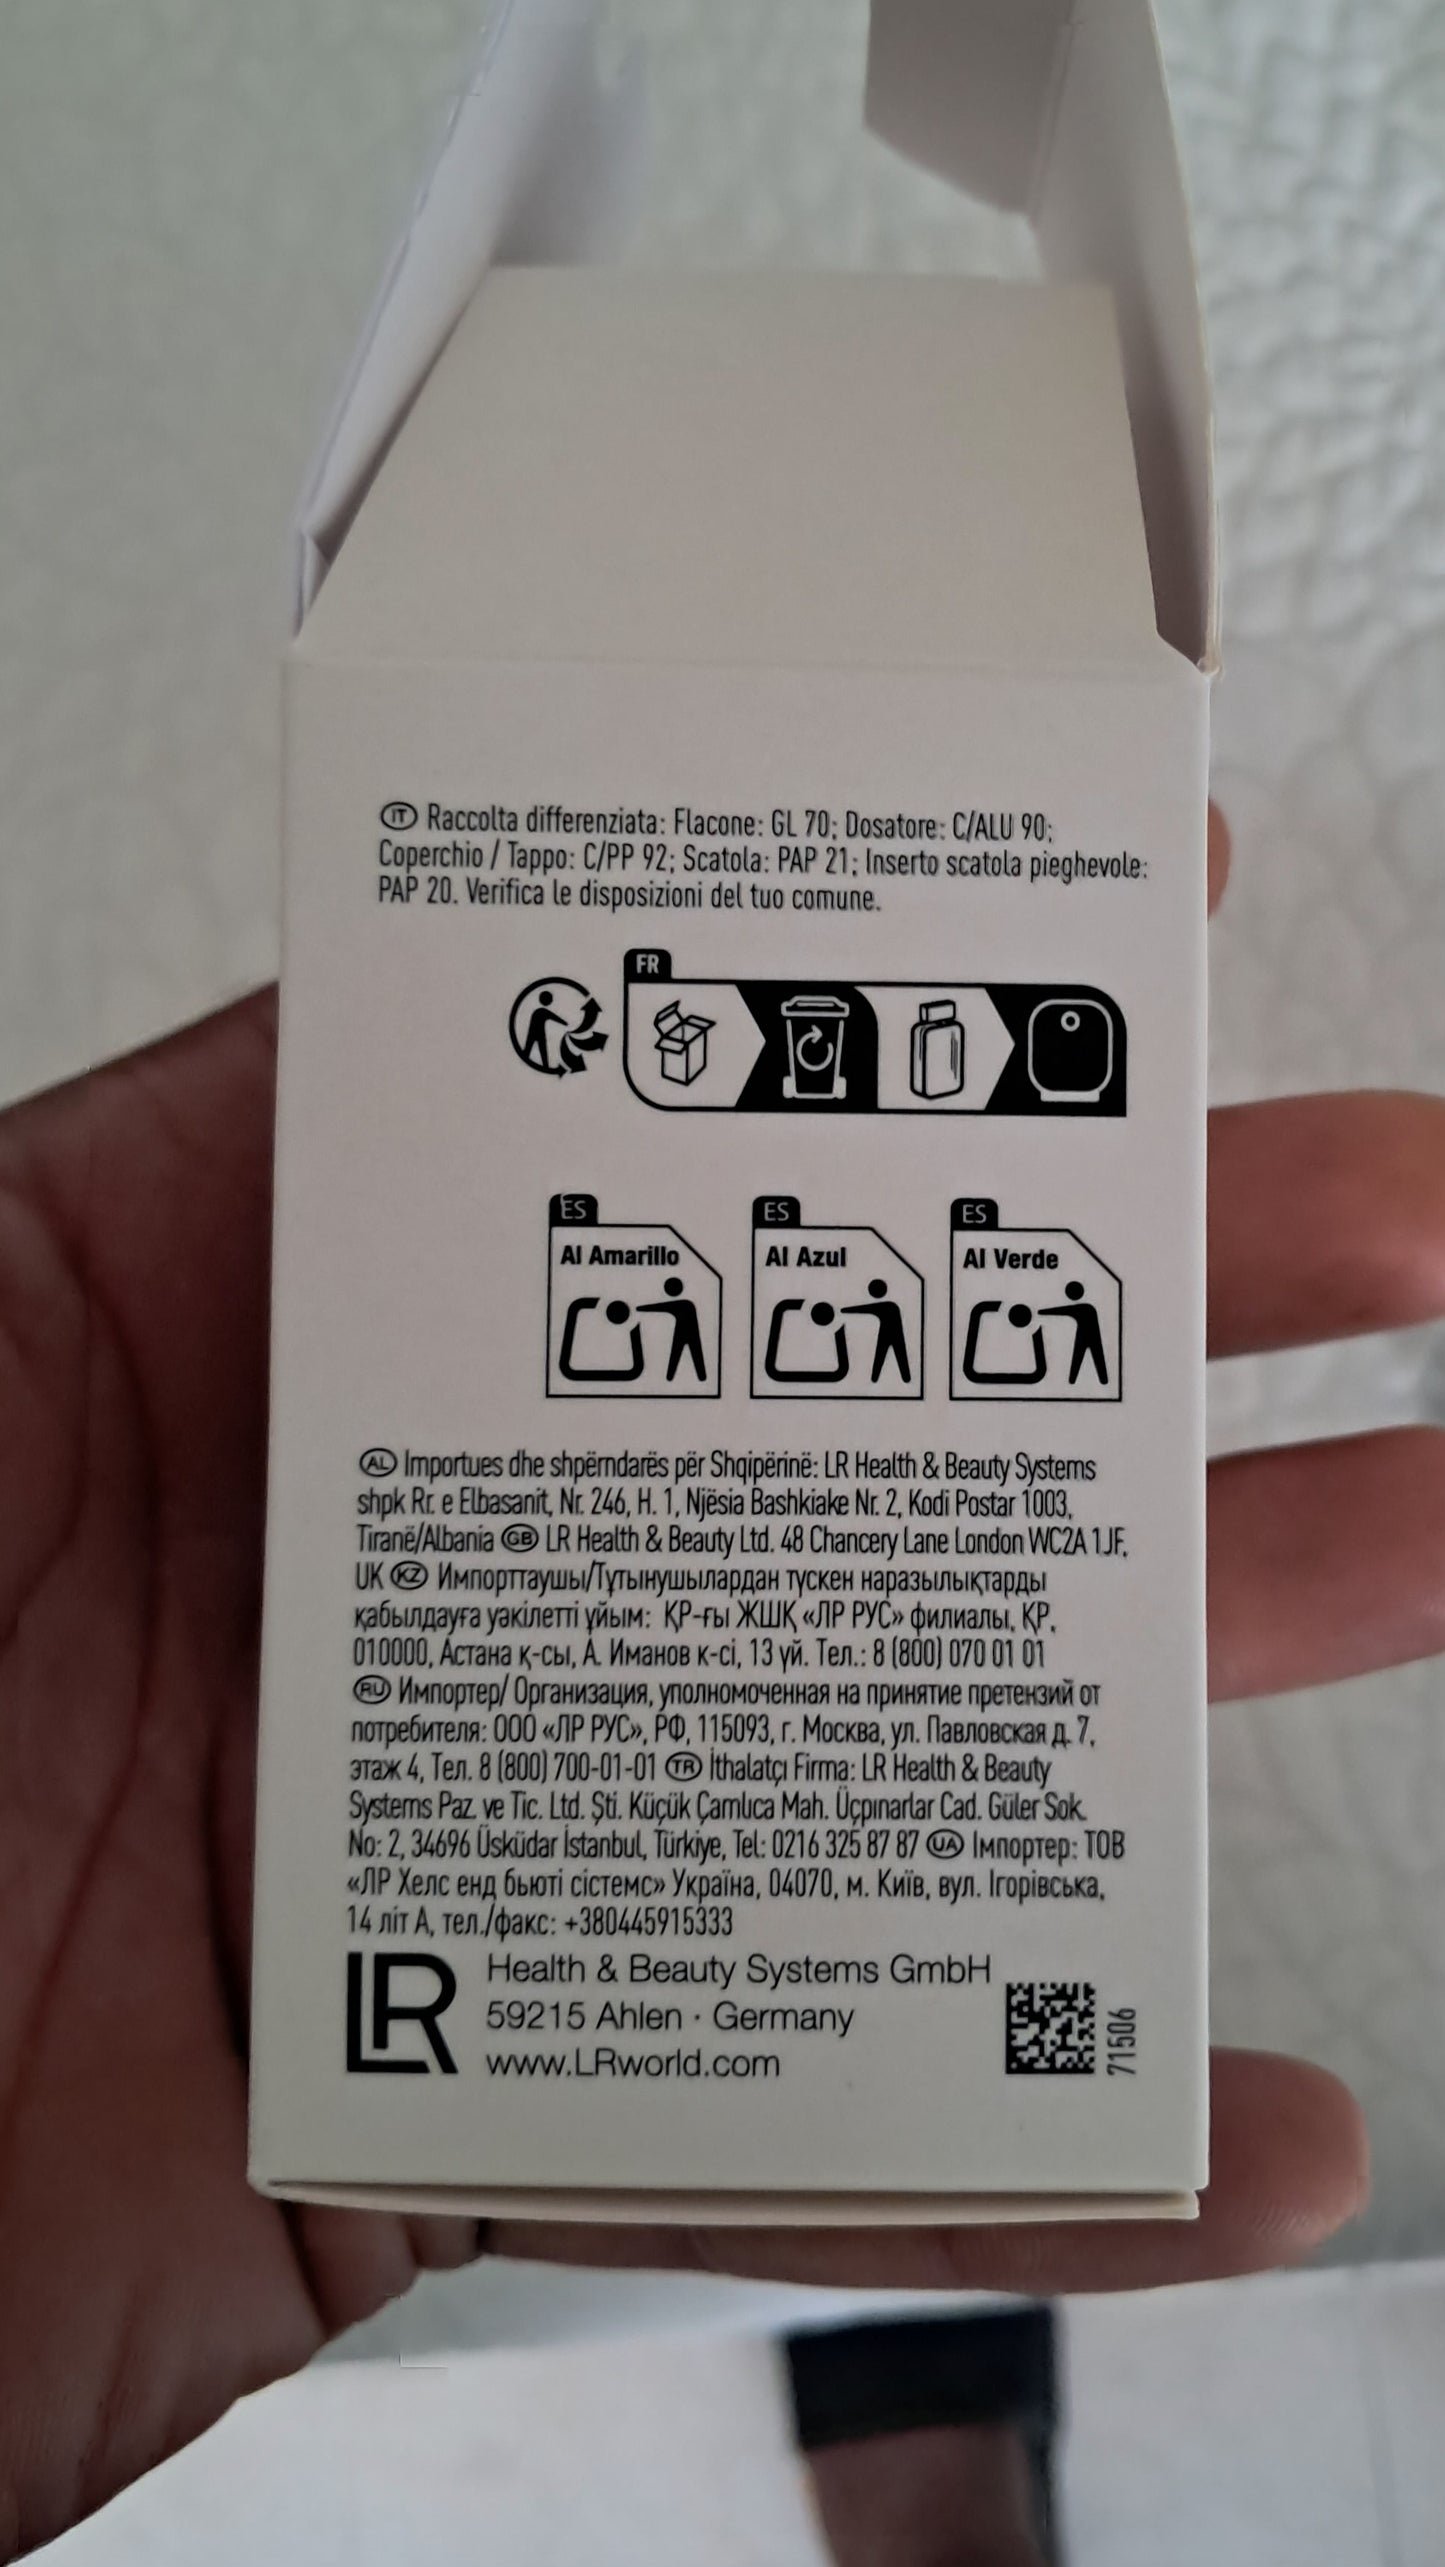 IT Raccolta differenziata: Flacone: GL 70; Dosatore: C/ALU 90;
Coperchio / Tappo: C/PP 92; Scatola: PAP 21; Inserto scatola pieghevole:
PAP 20. Verifica le disposizioni del tuo comune.
FR
ES ES ES
Al Amarillo Al Azul Al Verde
AL Importues dhe shpërndarës për Shqipërinë: LR Health & Beauty Systems
shpk Rr. e Elbasanit, Nr. 246, H. 1, Njësia Bashkiake Nr. 2, Kodi Postar 1003,
Tiranë/Albania GB LR Health & Beauty Ltd. 48 Chancery Lane London WC2A 1JF,
UK KZ Импорттаушы/Тұтынушылардан түскен наразылықтарды
қабылдауға уәкілетті ұйым: ҚР-ғы ЖШҚ «ЛР РУС» филиалы, ҚР,
010000, Астана қ-сы, А. Иманов к-сі, 13 үй. Тел.: 8 (800) 070 01 01
RU Импортер/ Организация, уполномоченная на принятие претензий от
потребителя: ООО «ЛР РУС», РФ, 115093, г. Москва, ул. Павловская д. 7,
этаж 4, Тел. 8 (800) 700-01-01 TR İthalatçı Firma: LR Health & Beauty
Systems Paz. ve Tic. Ltd. Şti. Küçük Çamlıca Mah. Üçpınarlar Cad. Güler Sok.
No: 2, 34696 Üsküdar İstanbul, Türkiye, Tel: 0216 325 87 87 UA Імпортер: ТОВ
«ЛР Хелс енд бьюті сістемс» Україна, 04070, м. Київ, вул. Ігорівська,
14 літ А, тел./факс: +380445915333
LR Health & Beauty Systems GmbH
59215 Ahlen · Germany
www.LRworld.com
71506